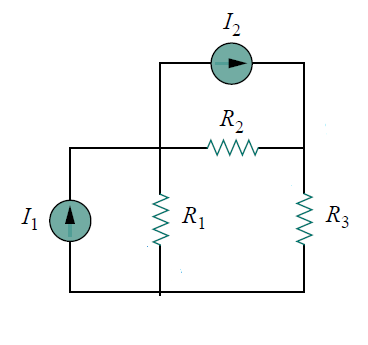 I₂
R₂
I₁ R₁ R₃